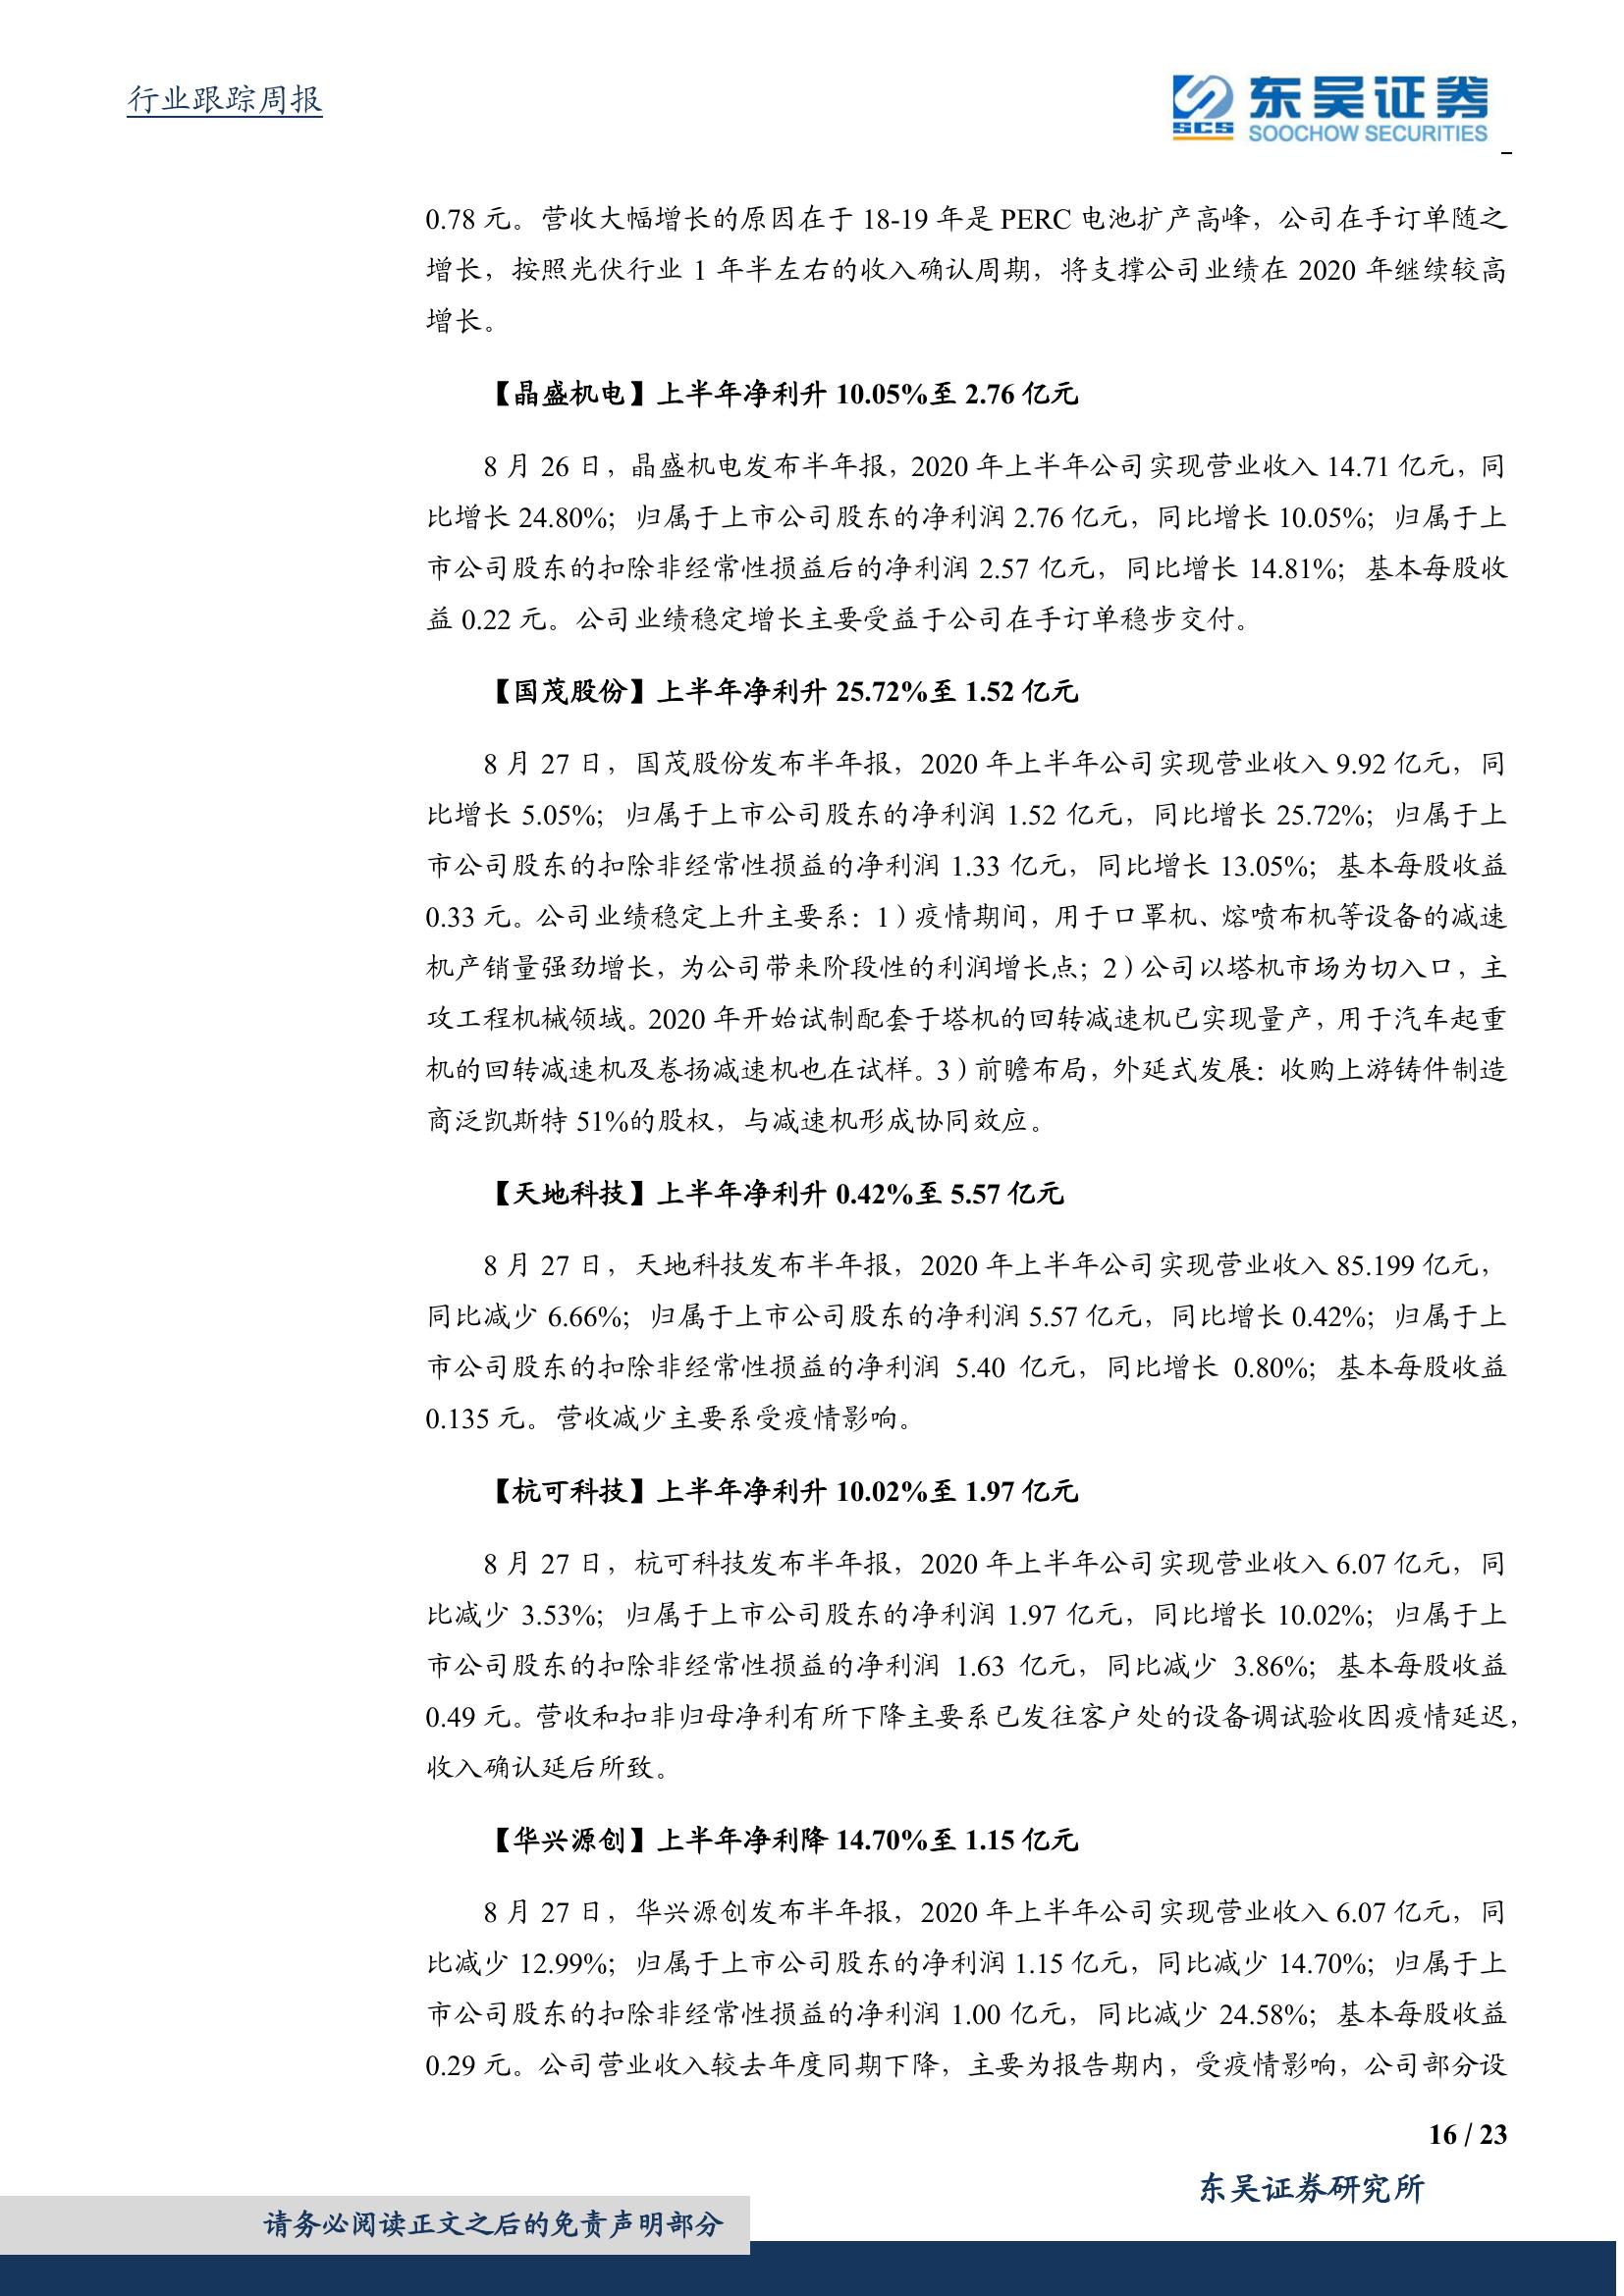 行业跟踪周报
SCS 东吴证券
SOOCHOW SECURITIES
0.78 元。营收大幅增长的原因在于 18-19 年是 PERC 电池扩产高峰，公司在手订单随之
增长，按照光伏行业 1 年半左右的收入确认周期，将支撑公司业绩在 2020 年继续较高
增长。
【晶盛机电】上半年净利升 10.05%至 2.76 亿元
8 月 26 日，晶盛机电发布半年报，2020 年上半年公司实现营业收入 14.71 亿元，同
比增长 24.80%；归属于上市公司股东的净利润 2.76 亿元，同比增长 10.05%；归属于上
市公司股东的扣除非经常性损益后的净利润 2.57 亿元，同比增长 14.81%；基本每股收
益 0.22 元。公司业绩稳定增长主要受益于公司在手订单稳步交付。
【国茂股份】上半年净利升 25.72%至 1.52 亿元
8 月 27 日，国茂股份发布半年报，2020 年上半年公司实现营业收入 9.92 亿元，同
比增长 5.05%；归属于上市公司股东的净利润 1.52 亿元，同比增长 25.72%；归属于上
市公司股东的扣除非经常性损益的净利润 1.33 亿元，同比增长 13.05%；基本每股收益
0.33 元。公司业绩稳定上升主要系：1）疫情期间，用于口罩机、熔喷布机等设备的减速
机产销量强劲增长，为公司带来阶段性的利润增长点；2）公司以塔机市场为切入口，主
攻工程机械领域。2020 年开始试制配套于塔机的回转减速机已实现量产，用于汽车起重
机的回转减速机及卷扬减速机也在试样。3）前瞻布局，外延式发展：收购上游铸件制造
商泛凯斯特 51%的股权，与减速机形成协同效应。
【天地科技】上半年净利升 0.42%至 5.57 亿元
8 月 27 日，天地科技发布半年报，2020 年上半年公司实现营业收入 85.199 亿元，
同比减少 6.66%；归属于上市公司股东的净利润 5.57 亿元，同比增长 0.42%；归属于上
市公司股东的扣除非经常性损益的净利润 5.40 亿元，同比增长 0.80%；基本每股收益
0.135 元。营收减少主要系受疫情影响。
【杭可科技】上半年净利升 10.02%至 1.97 亿元
8 月 27 日，杭可科技发布半年报，2020 年上半年公司实现营业收入 6.07 亿元，同
比减少 3.53%；归属于上市公司股东的净利润 1.97 亿元，同比增长 10.02%；归属于上
市公司股东的扣除非经常性损益的净利润 1.63 亿元，同比减少 3.86%；基本每股收益
0.49 元。营收和扣非归母净利有所下降主要系已发往客户处的设备调试验收因疫情延迟，
收入确认延后所致。
【华兴源创】上半年净利降 14.70%至 1.15 亿元
8 月 27 日，华兴源创发布半年报，2020 年上半年公司实现营业收入 6.07 亿元，同
比减少 12.99%；归属于上市公司股东的净利润 1.15 亿元，同比减少 14.70%；归属于上
市公司股东的扣除非经常性损益的净利润 1.00 亿元，同比减少 24.58%；基本每股收益
0.29 元。公司营业收入较去年度同期下降，主要为报告期内，受疫情影响，公司部分设
16 / 23
东吴证券研究所
请务必阅读正文之后的免责声明部分